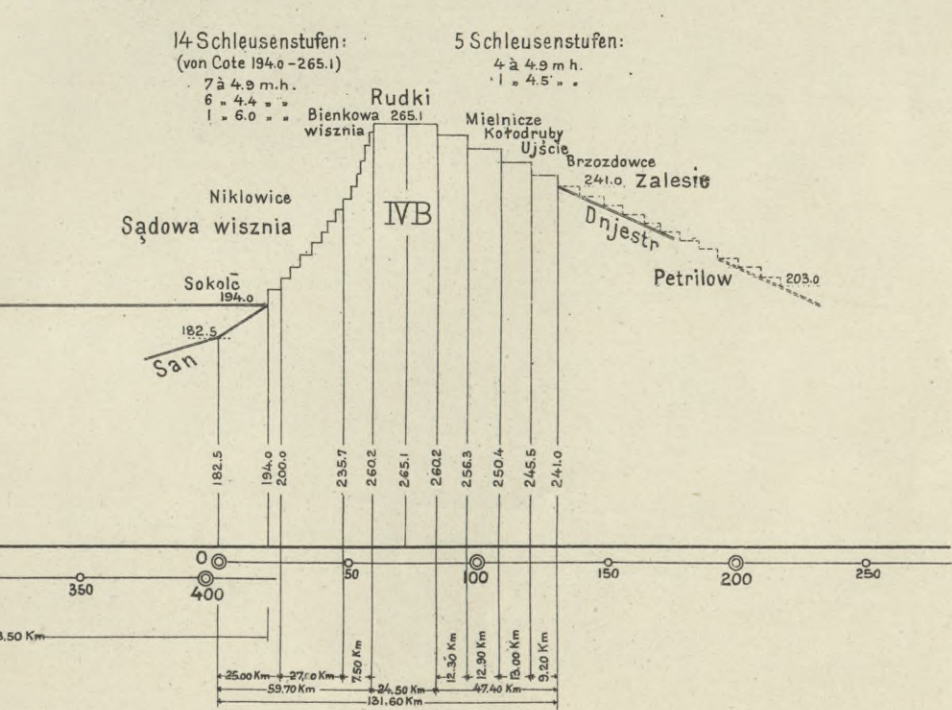 14 Schleusenstufen:
(von Cote 194.0-265.1)
7 à 4.9 m.h.
6 " 4.4 " "
1 " 6.0 " "
5 Schleusenstufen:
4 à 4.9 m h.
1 " 4.5 " "
Rudki
265.1
Bienkowa
wisznia
Mielnicze
Kołodruby
Ujście
Brzozdowce
241.0 Zalesie
Niklowice
Sądowa wisznia
IVB
Dnjestr
Petrilow
203.0
Sokolč
194.0
182.5
San
182.5
194.0
200.0
235.7
260.2
265.1
260.2
256.3
250.4
245.5
241.0
0
50
100
150
200
250
350
400
3.50 Km
25.00 Km
7.50 Km
12.30 Km
12.90 Km
13.00 Km
9.20 Km
59.70 Km
24.50 Km
47.40 Km
131.60 Km